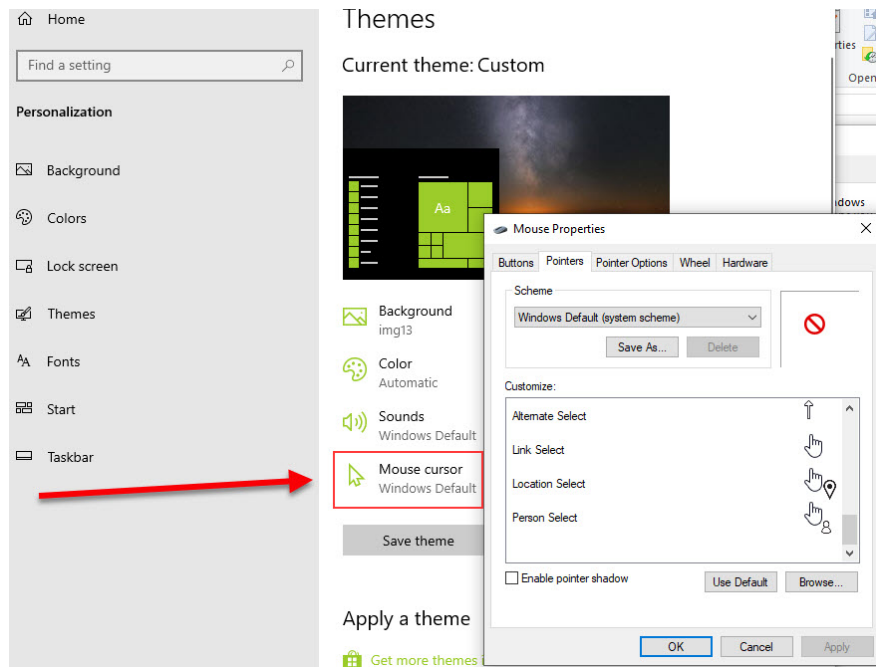 Home
Find a setting
Personalization
Background
Colors
Lock screen
Themes
Fonts
Start
Taskbar
Themes
Current theme: Custom
Aa
Background
img13
Color
Automatic
Sounds
Windows Default
Mouse cursor
Windows Default
Save theme
Apply a theme
Get more themes
Mouse Properties
Buttons Pointers Pointer Options Wheel Hardware
Scheme
Windows Default (system scheme)
Save As... Delete
Customize:
Alternate Select
Link Select
Location Select
Person Select
Enable pointer shadow
Use Default Browse...
OK Cancel Apply
rties
Open
dows